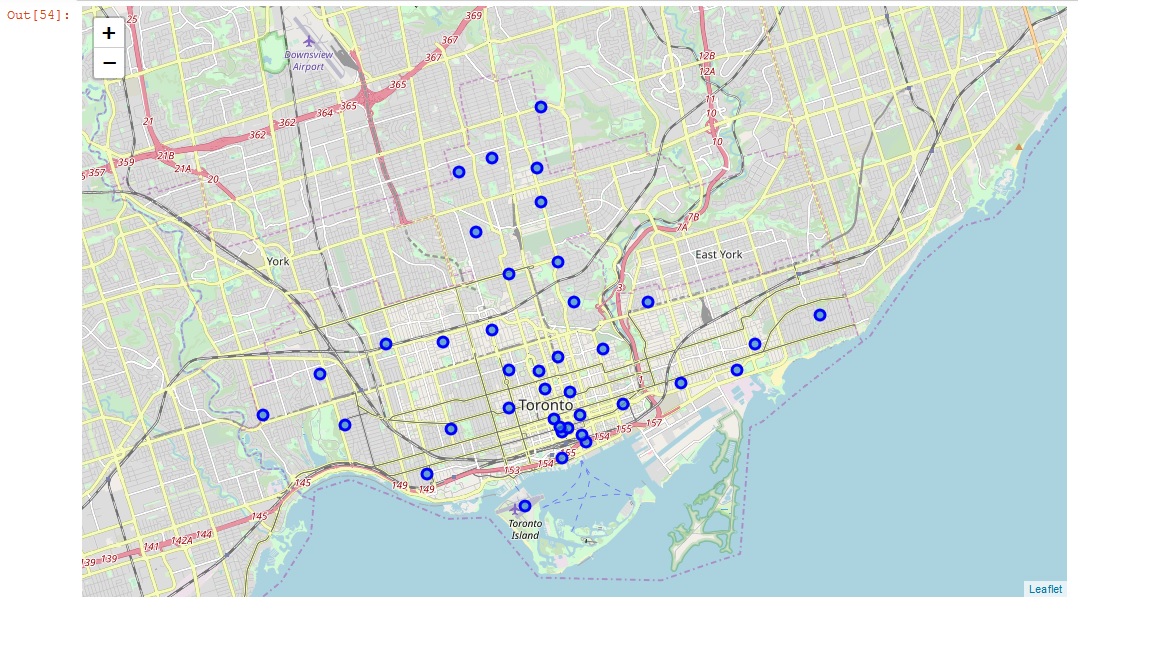 Out[54]:
+
−
25
369
367
367
Downsview
Airport
365
365
364
362
362
21
21B
359
21A
357
20
12B
12A
11
10
10
7B
7A
York
East York
3
1
Toronto
157
155
154
155
154
153
149
149
145
145
144
142A
141
139
139
Toronto
Island
Leaflet